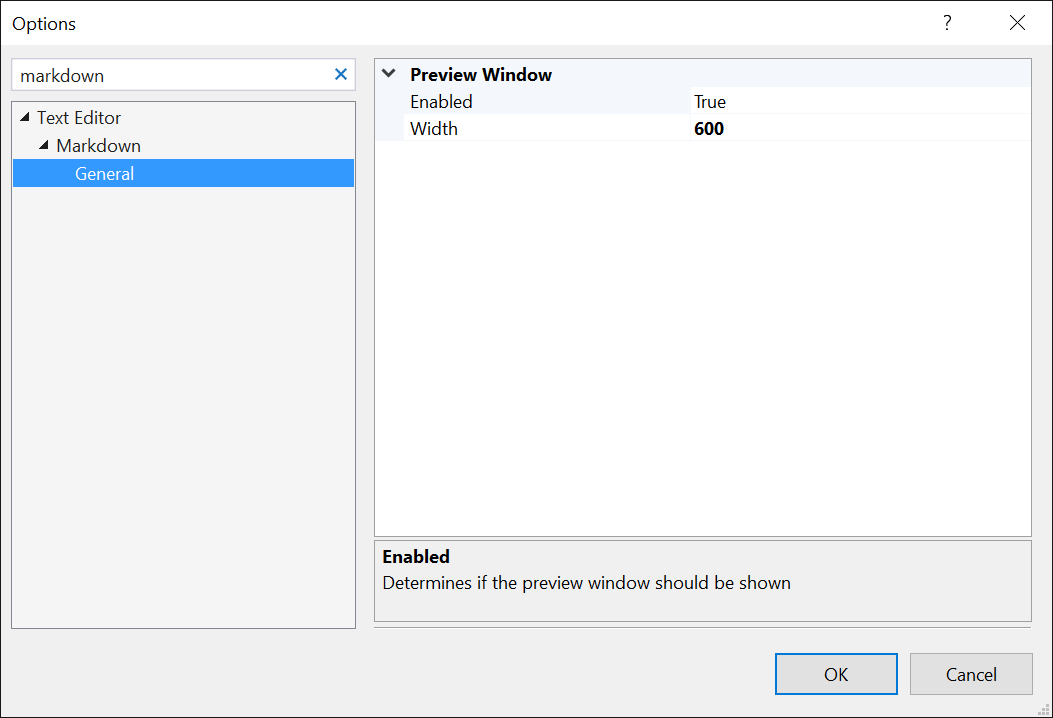 Options
markdown
Text Editor
Markdown
General
Preview Window
Enabled True
Width 600
Enabled
Determines if the preview window should be shown
OK Cancel